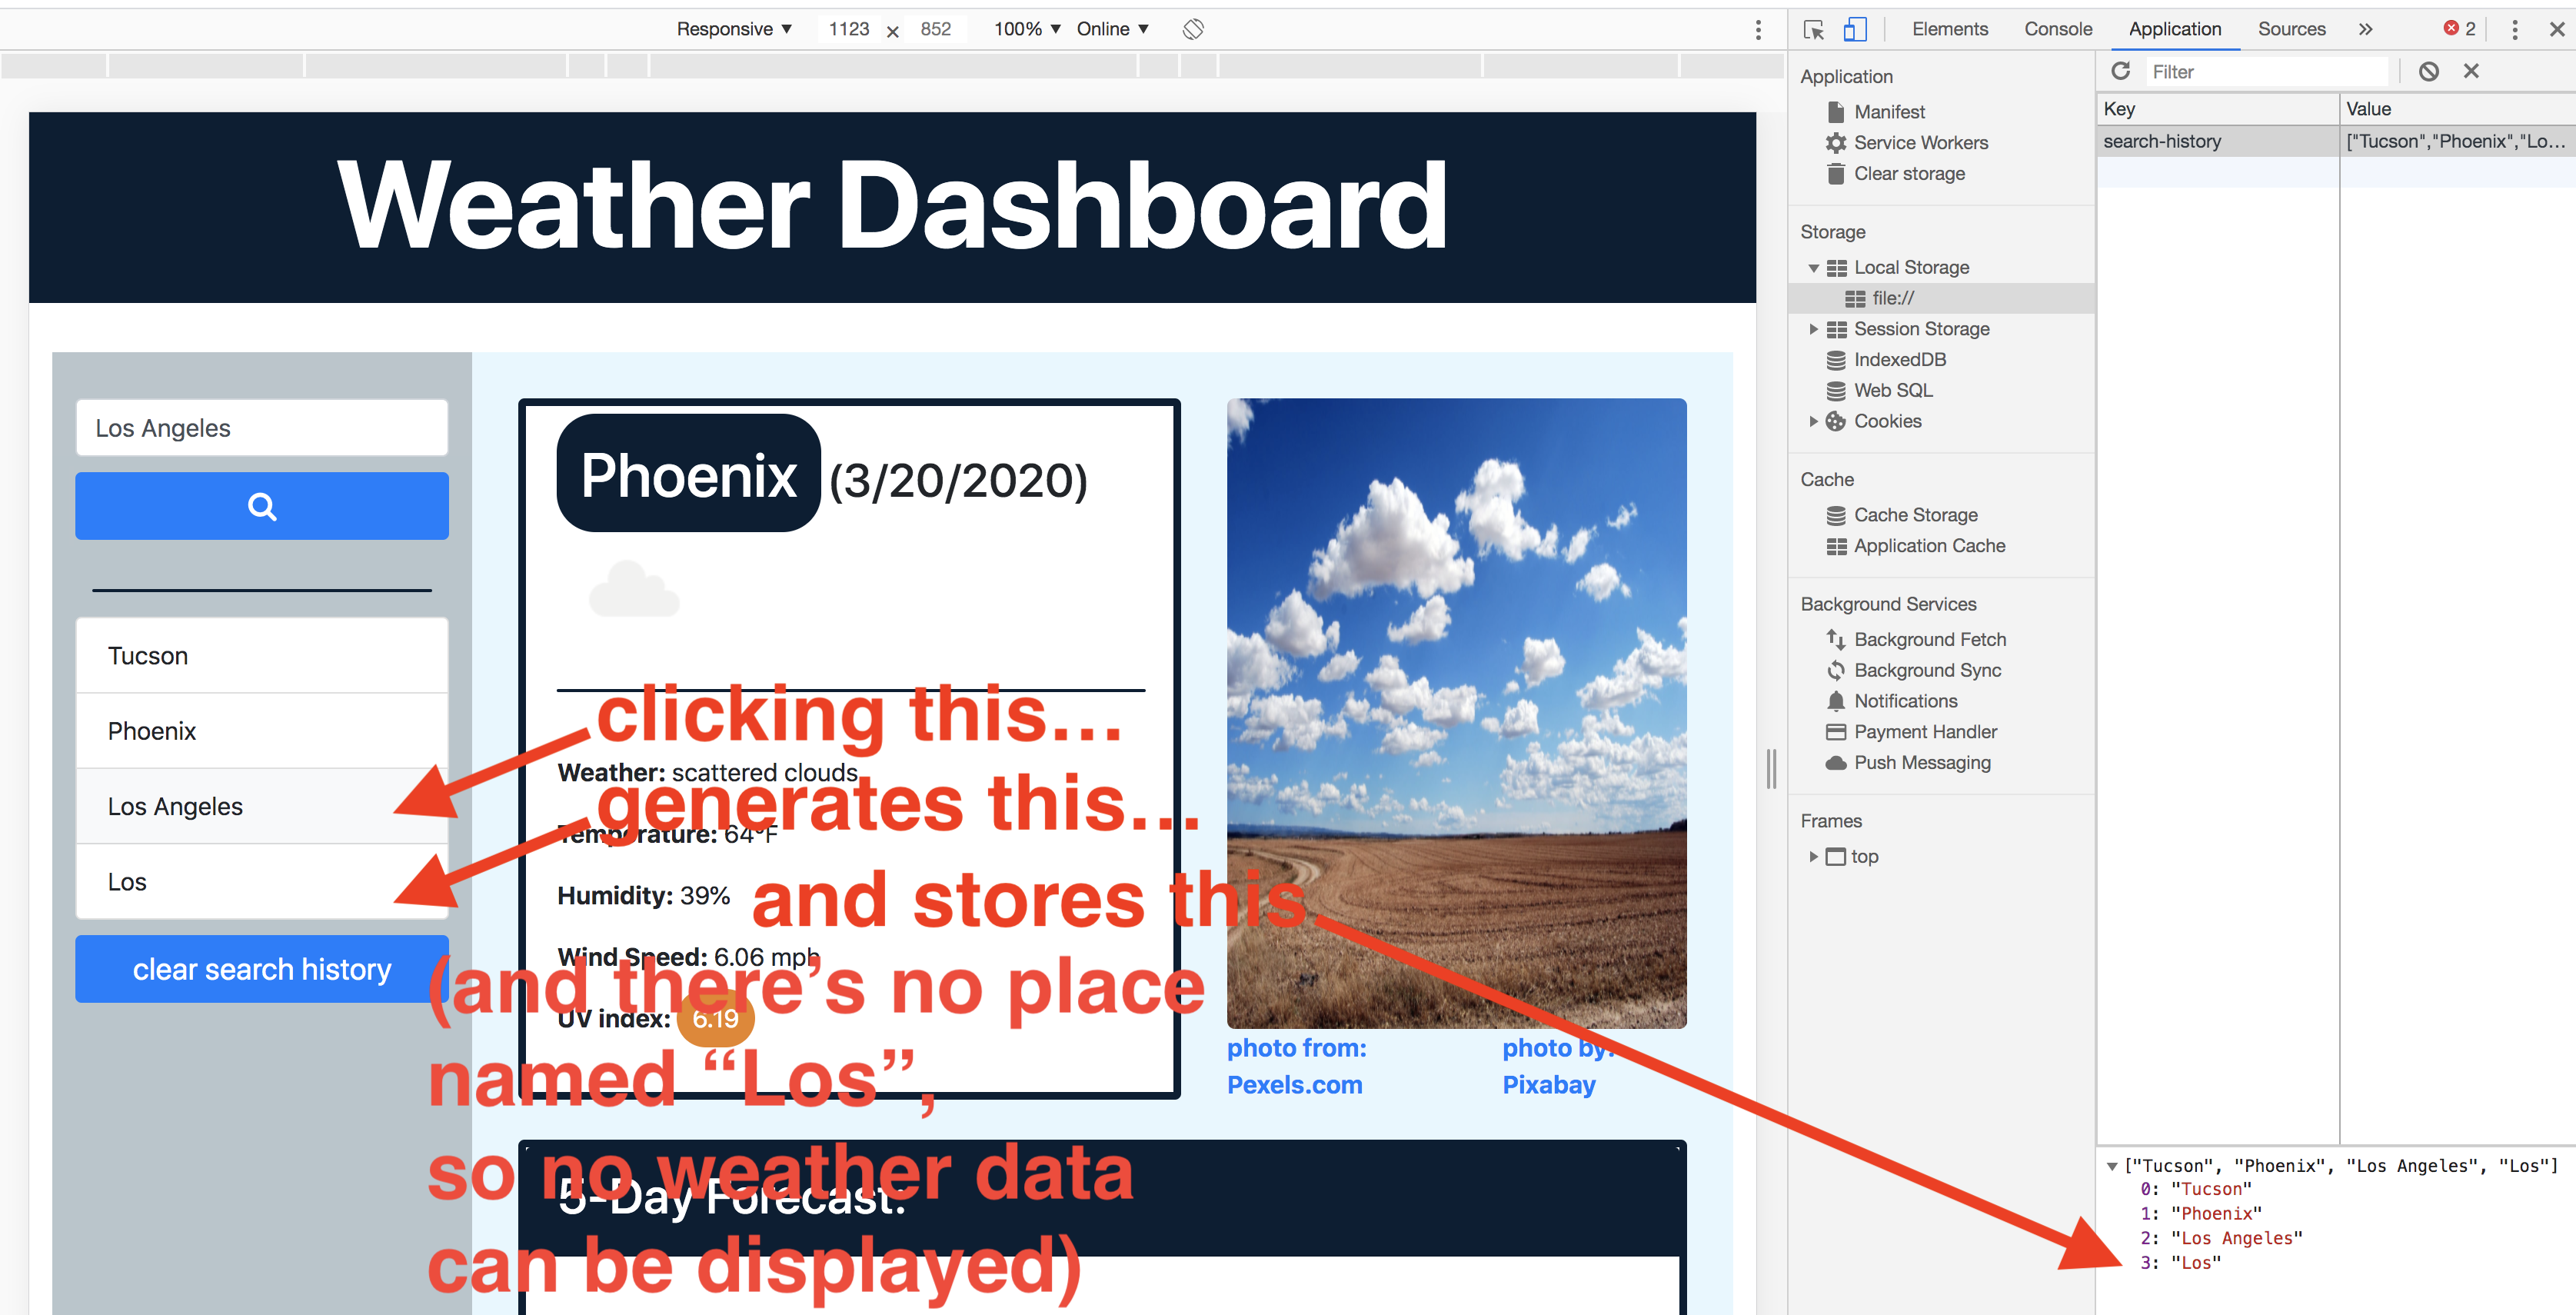 Responsive ▼ 1123 × 852 100% ▼ Online ▼
Elements Console Application Sources » 2
Weather Dashboard
Los Angeles
Tucson
Phoenix
Los Angeles
Los
clear search history
Phoenix (3/20/2020)
Weather: scattered clouds
Temperature: 64°F
Humidity: 39%
Wind Speed: 6.06 mph
UV index: 6.19
5-Day Forecast:
photo from:
Pexels.com
photo by:
Pixabay
clicking this...
generates this...
and stores this
(and there’s no place
named “Los”,
so no weather data
can be displayed)
Application
Manifest
Service Workers
Clear storage
Storage
Local Storage
file://
Session Storage
IndexedDB
Web SQL
Cookies
Cache
Cache Storage
Application Cache
Background Services
Background Fetch
Background Sync
Notifications
Payment Handler
Push Messaging
Frames
top
Filter
Key Value
search-history ["Tucson","Phoenix","Lo…
["Tucson", "Phoenix", "Los Angeles", "Los"]
0: "Tucson"
1: "Phoenix"
2: "Los Angeles"
3: "Los"